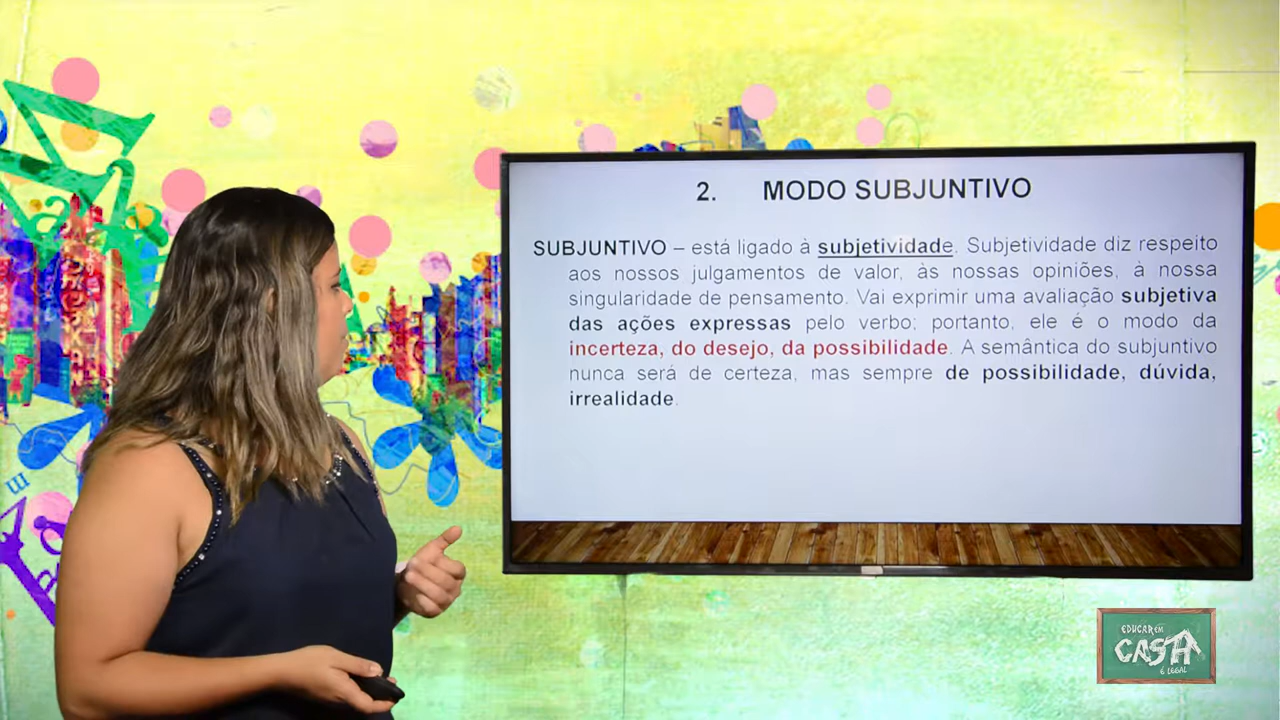 2. MODO SUBJUNTIVO
SUBJUNTIVO – está ligado à subjetividade. Subjetividade diz respeito
aos nossos julgamentos de valor, às nossas opiniões, à nossa
singularidade de pensamento. Vai exprimir uma avaliação subjetiva
das ações expressas pelo verbo; portanto, ele é o modo da
incerteza, do desejo, da possibilidade. A semântica do subjuntivo
nunca será de certeza, mas sempre de possibilidade, dúvida,
irrealidade.
EDUCAR EM
CASA
É LEGAL